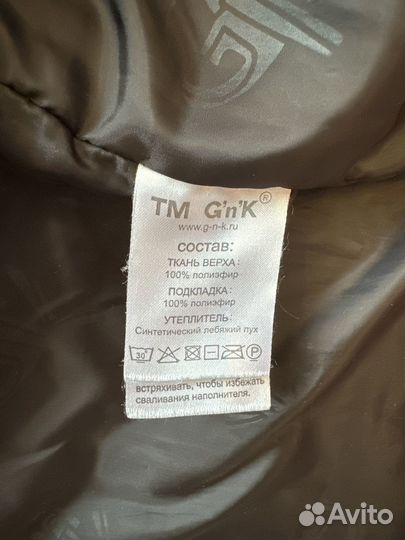 TM G'n'K®
www.g-n-k.ru
состав:
ТКАНЬ ВЕРХА:
100% полиэфир
ПОДКЛАДКА:
100% полиэфир
УТЕПЛИТЕЛЬ:
Синтетический лебяжий пух
30 P
встряхивать, чтобы избежать
сваливания наполнителя.
Avito